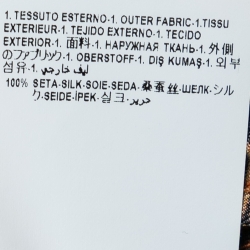 1. TESSUTO ESTERNO-1. OUTER FABRIC-1.TISSU
EXTERIEUR-1. TEJIDO EXTERNO-1. TECIDO
EXTERIOR-1. 面料-1. НАРУЖНАЯ ТКАНЬ-1. 外側
のファブリック-1. OBERSTOFF-1. DIŞ KUMAŞ-1. 외부
섬유-1. ليف خارجي
100% SETA-SILK-SOIE-SEDA-桑蚕丝-ШЕЛК-シル
ク-SEIDE-İPEK-실크-حرير